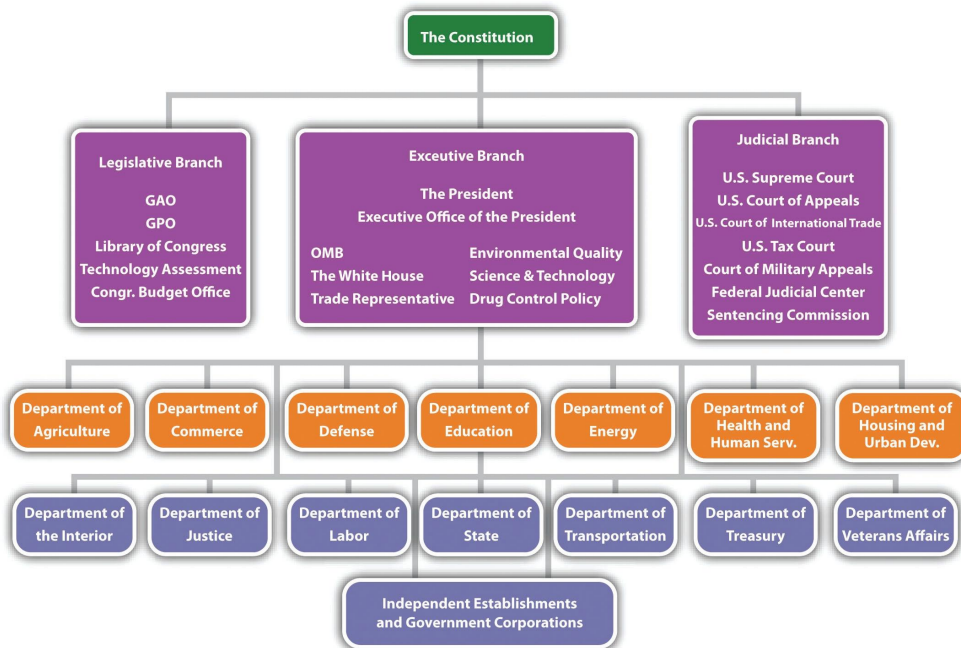 The Constitution
Legislative Branch
GAO
GPO
Library of Congress
Technology Assessment
Congr. Budget Office
Exceutive Branch
The President
Executive Office of the President
OMB
The White House
Trade Representative
Environmental Quality
Science & Technology
Drug Control Policy
Judicial Branch
U.S. Supreme Court
U.S. Court of Appeals
U.S. Court of International Trade
U.S. Tax Court
Court of Military Appeals
Federal Judicial Center
Sentencing Commission
Department of
Agriculture
Department of
Commerce
Department of
Defense
Department of
Education
Department of
Energy
Department of
Health and
Human Serv.
Department of
Housing and
Urban Dev.
Department of
the Interior
Department of
Justice
Department of
Labor
Department of
State
Department of
Transportation
Department of
Treasury
Department of
Veterans Affairs
Independent Establishments
and Government Corporations